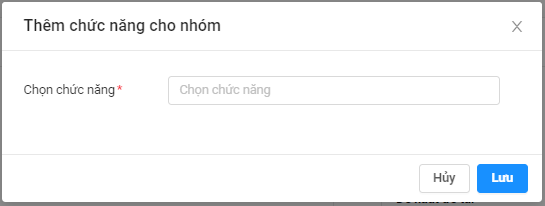 Thêm chức năng cho nhóm
Chọn chức năng *
Chọn chức năng
Hủy
Lưu